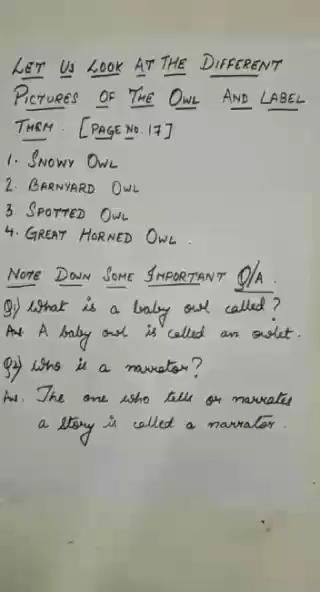 LET US LOOK AT THE DIFFERENT
PICTURES OF THE OWL AND LABEL
THEM. [PAGE NO. 17]
1. SNOWY OWL
2. BARNYARD OWL
3. SPOTTED OWL
4. GREAT HORNED OWL.
NOTE DOWN SOME IMPORTANT Q/A.
Q1) What is a baby owl called?
Ans A baby owl is called an owlet.
Q2) Who is a narrator?
Ans. The one who tells or narrates
a story is called a narrator.